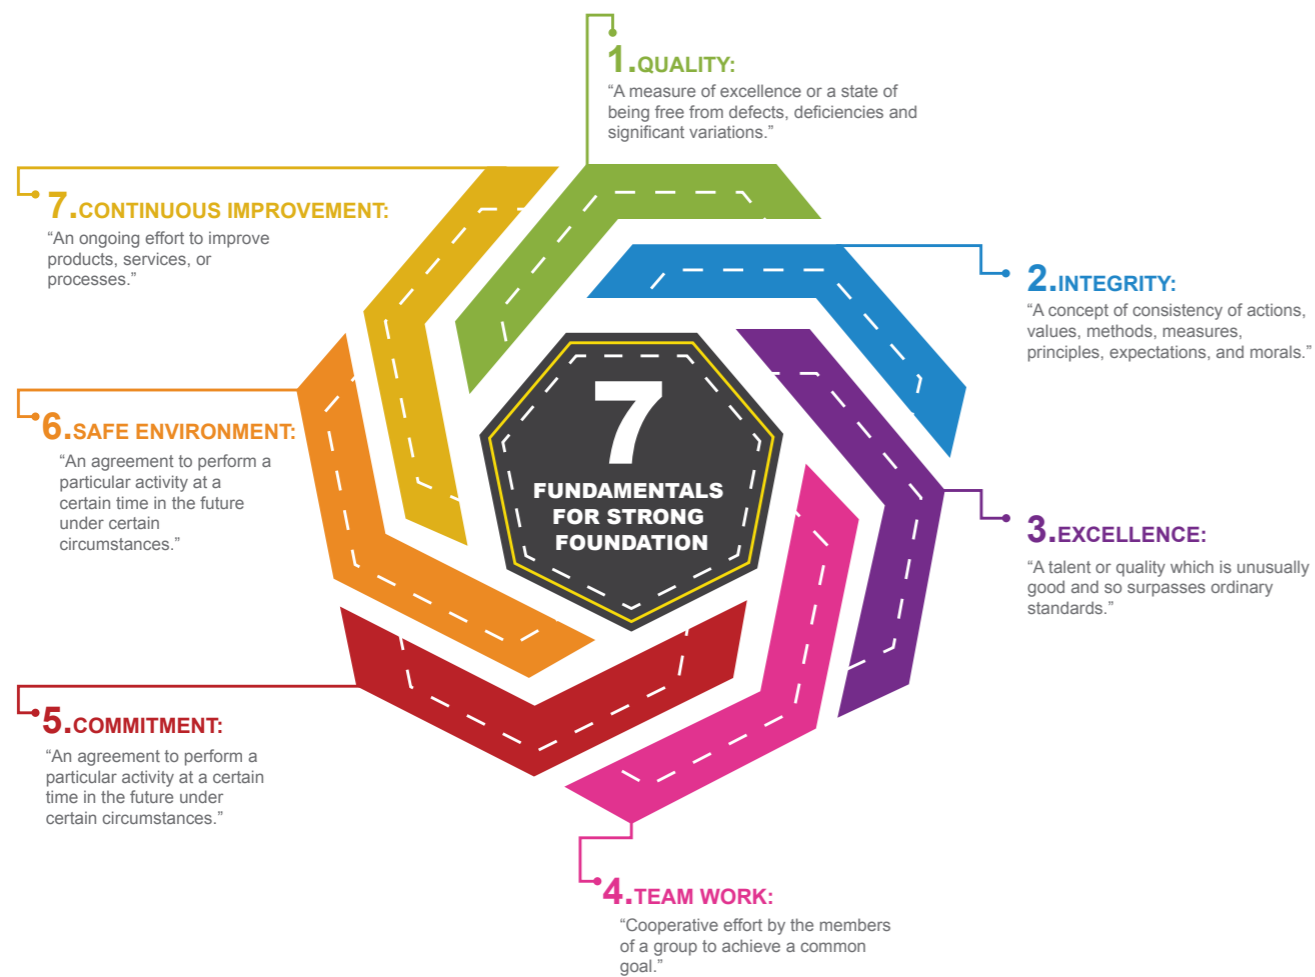 1.QUALITY:
“A measure of excellence or a state of
being free from defects, deficiencies and
significant variations.”
2.INTEGRITY:
“A concept of consistency of actions,
values, methods, measures,
principles, expectations, and morals.”
3.EXCELLENCE:
“A talent or quality which is unusually
good and so surpasses ordinary
standards.”
4.TEAM WORK:
“Cooperative effort by the members
of a group to achieve a common
goal.”
5.COMMITMENT:
“An agreement to perform a
particular activity at a certain
time in the future under
certain circumstances.”
6.SAFE ENVIRONMENT:
“An agreement to perform a
particular activity at a
certain time in the future
under certain
circumstances.”
7.CONTINUOUS IMPROVEMENT:
“An ongoing effort to improve
products, services, or
processes.”
7
FUNDAMENTALS
FOR STRONG
FOUNDATION